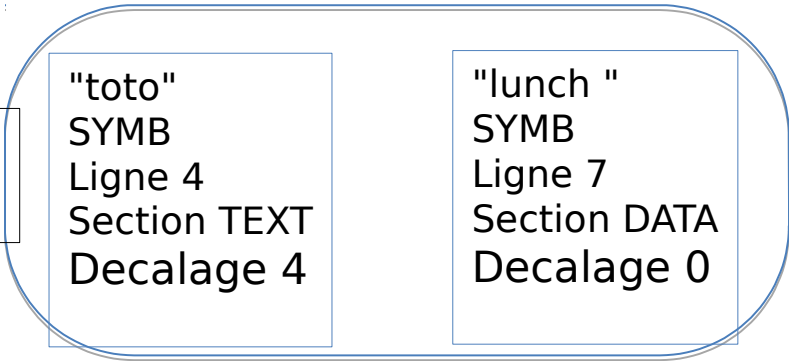 "toto"
SYMB
Ligne 4
Section TEXT
Decalage 4
"lunch "
SYMB
Ligne 7
Section DATA
Decalage 0